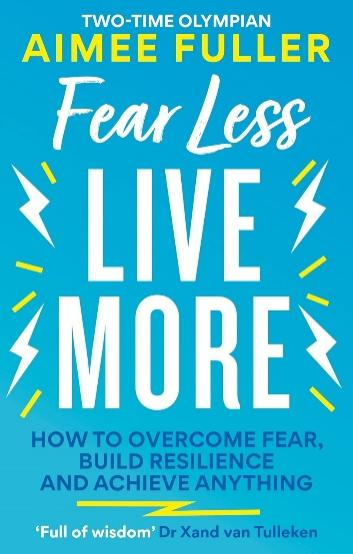 TWO-TIME OLYMPIAN
AIMEE FULLER
Fear Less
LIVE
MORE
HOW TO OVERCOME FEAR,
BUILD RESILIENCE
AND ACHIEVE ANYTHING
‘Full of wisdom’ Dr Xand van Tulleken